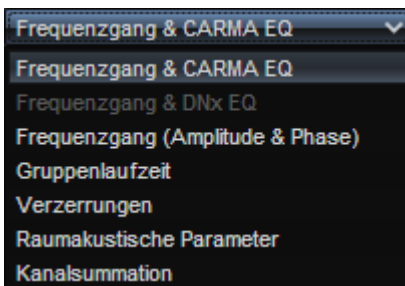 Frequenzgang & CARMA EQ
Frequenzgang & CARMA EQ
Frequenzgang & DNx EQ
Frequenzgang (Amplitude & Phase)
Gruppenlaufzeit
Verzerrungen
Raumakustische Parameter
Kanalsummation